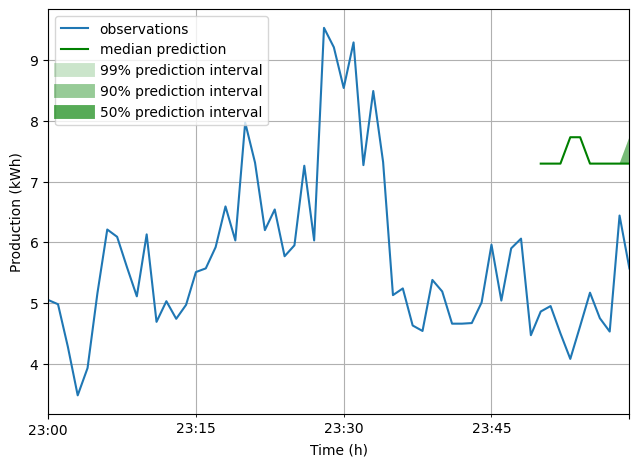 observations
median prediction
99% prediction interval
90% prediction interval
50% prediction interval
9
8
7
6
5
4
Production (kWh)
23:00
23:15
23:30
23:45
Time (h)